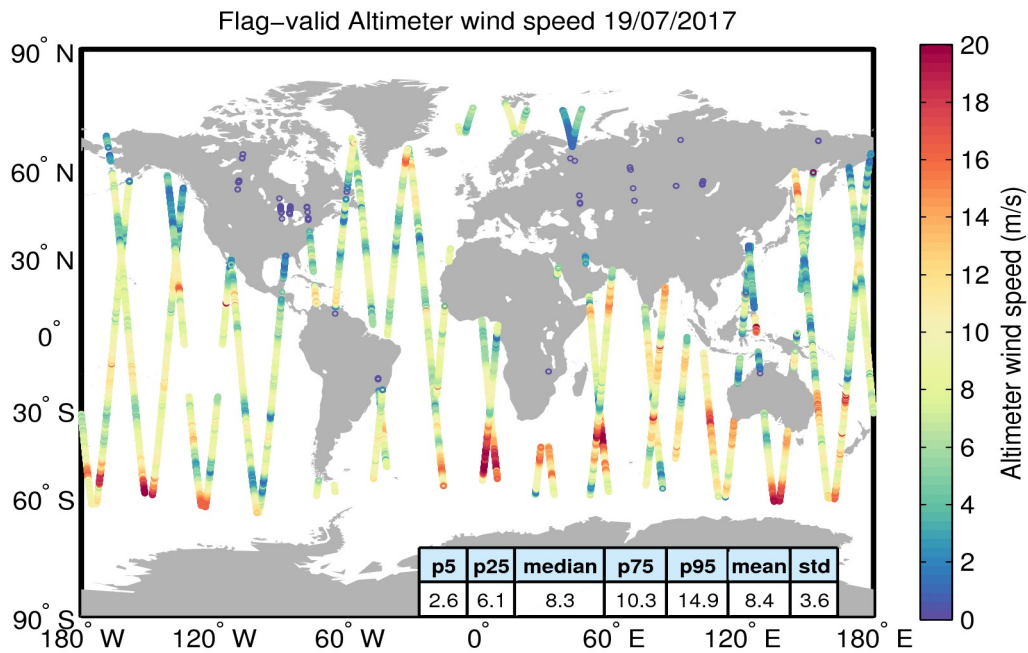 Flag-valid Altimeter wind speed 19/07/2017
90° N
60° N
30° N
0°
30° S
60° S
90° S
180° W
120° W
60° W
0°
60° E
120° E
180° E
p5 p25 median p75 p95 mean std
2.6 6.1 8.3 10.3 14.9 8.4 3.6
20
18
16
14
12
10
8
6
4
2
0
Altimeter wind speed (m/s)